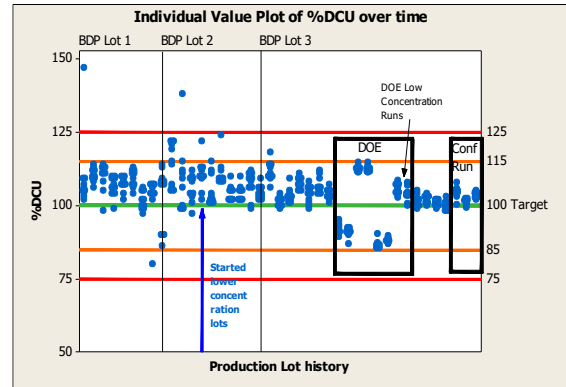 Individual Value Plot of %DCU over time
BDP Lot 1
BDP Lot 2
BDP Lot 3
150
125
100
75
50
%DCU
DOE Low
Concentration
Runs
DOE
Conf
Run
125
115
100 Target
85
75
Started
lower
concent
ration
lots
Production Lot history